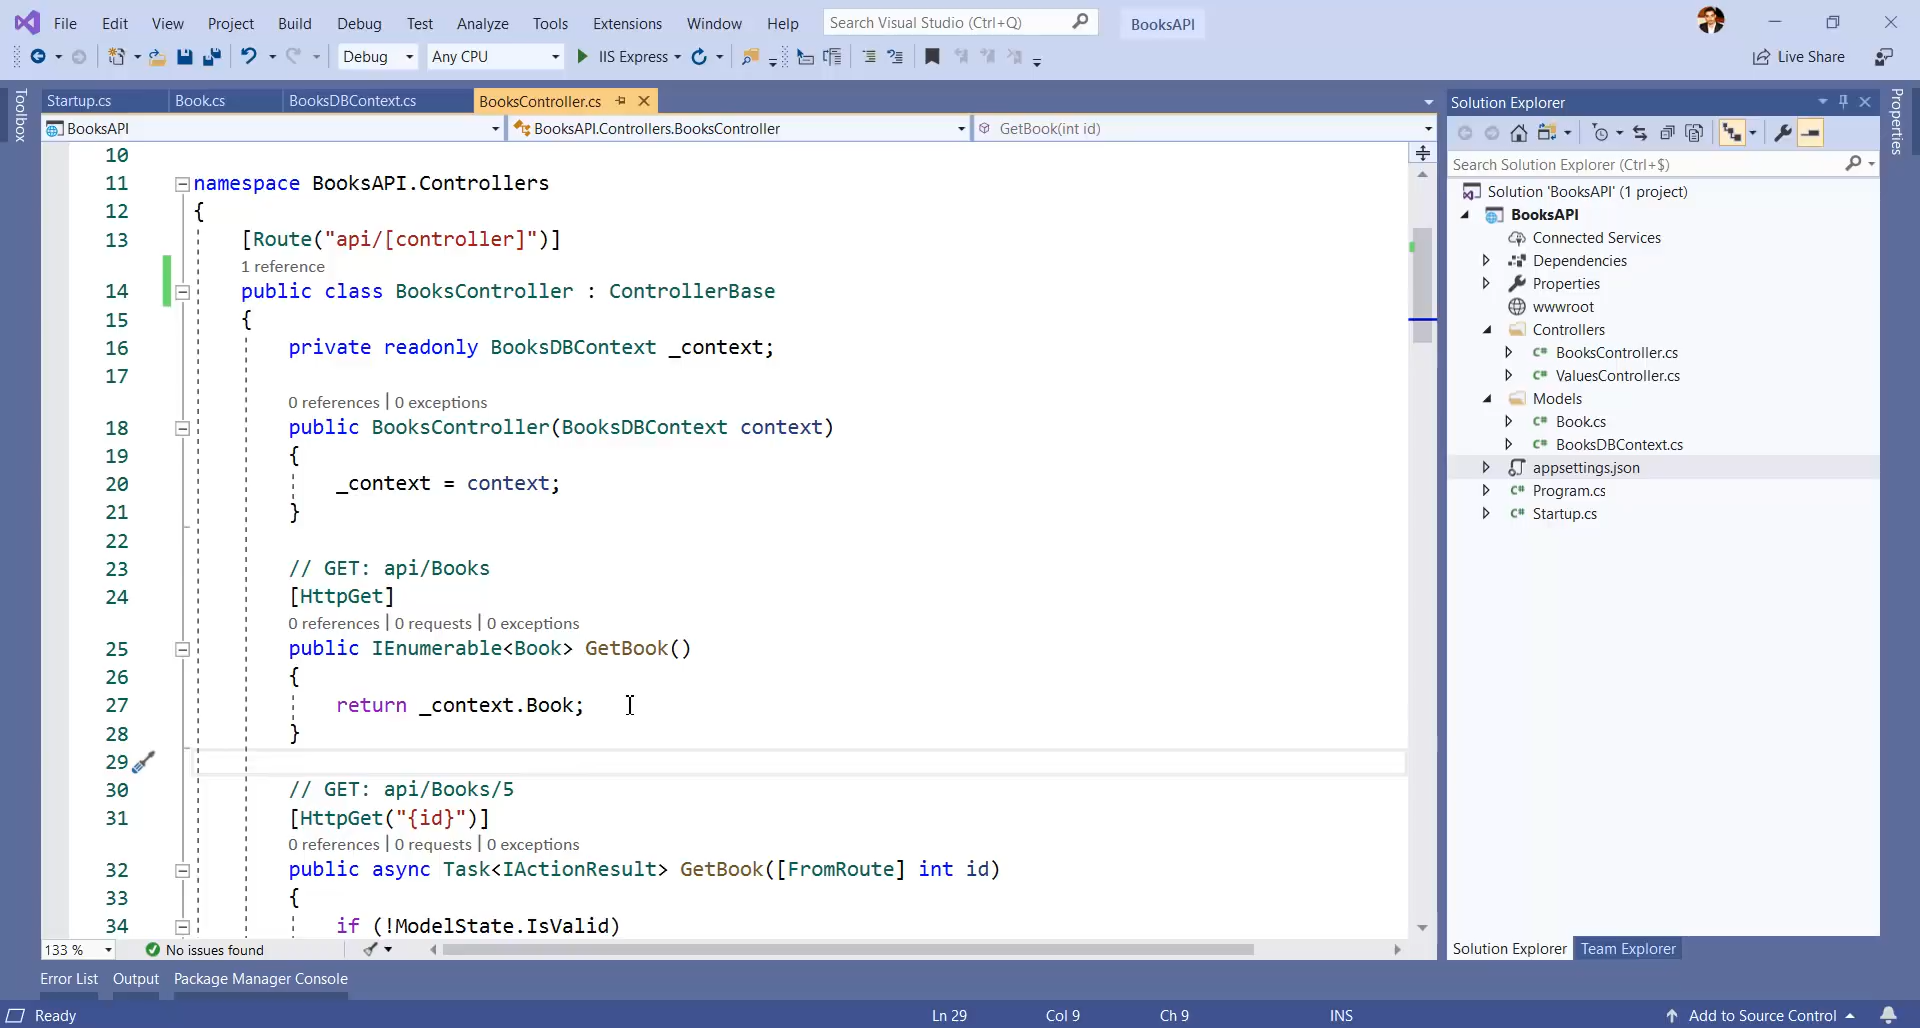 File Edit View Project Build Debug Test Analyze Tools Extensions Window Help Search Visual Studio (Ctrl+Q) BooksAPI
Debug Any CPU IIS Express Live Share
Toolbox
Startup.cs Book.cs BooksDBContext.cs BooksController.cs
BooksAPI BooksAPI.Controllers.BooksController GetBook(int id)
10
11 namespace BooksAPI.Controllers
12 {
13 [Route("api/[controller]")]
1 reference
14 public class BooksController : ControllerBase
15 {
16 private readonly BooksDBContext _context;
17
0 references | 0 exceptions
18 public BooksController(BooksDBContext context)
19 {
20 _context = context;
21 }
22
23 // GET: api/Books
24 [HttpGet]
0 references | 0 requests | 0 exceptions
25 public IEnumerable<Book> GetBook()
26 {
27 return _context.Book;
28 }
29
30 // GET: api/Books/5
31 [HttpGet("{id}")]
0 references | 0 requests | 0 exceptions
32 public async Task<IActionResult> GetBook([FromRoute] int id)
33 {
34 if (!ModelState.IsValid)
133 % No issues found
Solution Explorer
Search Solution Explorer (Ctrl+$)
Solution 'BooksAPI' (1 project)
BooksAPI
Connected Services
Dependencies
Properties
wwwroot
Controllers
BooksController.cs
ValuesController.cs
Models
Book.cs
BooksDBContext.cs
appsettings.json
Program.cs
Startup.cs
Solution Explorer Team Explorer
Properties
Error List Output Package Manager Console
Ready Ln 29 Col 9 Ch 9 INS Add to Source Control